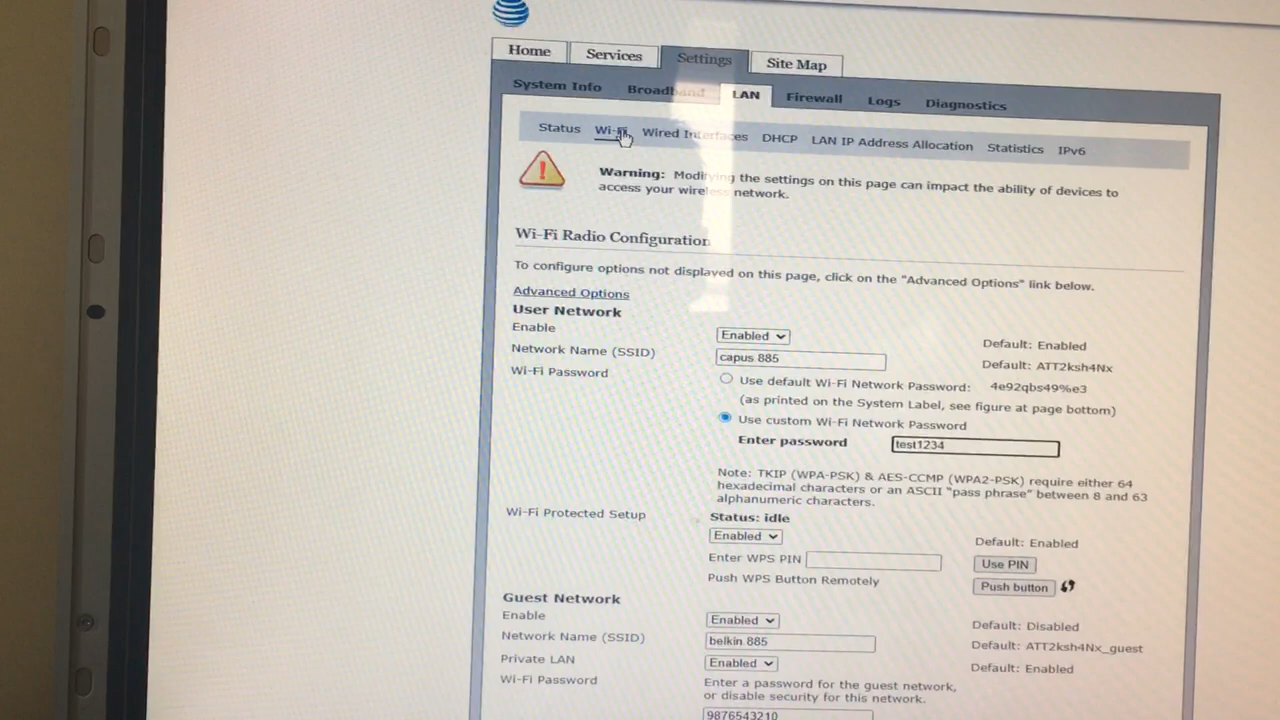 Home Services Settings Site Map
System Info Broadband LAN Firewall Logs Diagnostics
Status Wi-Fi Wired Interfaces DHCP LAN IP Address Allocation Statistics IPv6
Warning: Modifying the settings on this page can impact the ability of devices to
access your wireless network.
Wi-Fi Radio Configuration
To configure options not displayed on this page, click on the "Advanced Options" link below.
Advanced Options
User Network
Enable Enabled Default: Enabled
Network Name (SSID) capus 885 Default: ATT2ksh4Nx
Wi-Fi Password Use default Wi-Fi Network Password: 4e92qbs49%e3
(as printed on the System Label, see figure at page bottom)
Use custom Wi-Fi Network Password
Enter password test1234
Note: TKIP (WPA-PSK) & AES-CCMP (WPA2-PSK) require either 64
hexadecimal characters or an ASCII "pass phrase" between 8 and 63
alphanumeric characters.
Wi-Fi Protected Setup Status: idle
Enabled Default: Enabled
Enter WPS PIN Use PIN
Push WPS Button Remotely Push button
Guest Network
Enable Enabled Default: Disabled
Network Name (SSID) belkin.885 Default: ATT2ksh4Nx_guest
Private LAN Enabled Default: Enabled
Wi-Fi Password Enter a password for the guest network,
or disable security for this network.
9876543210